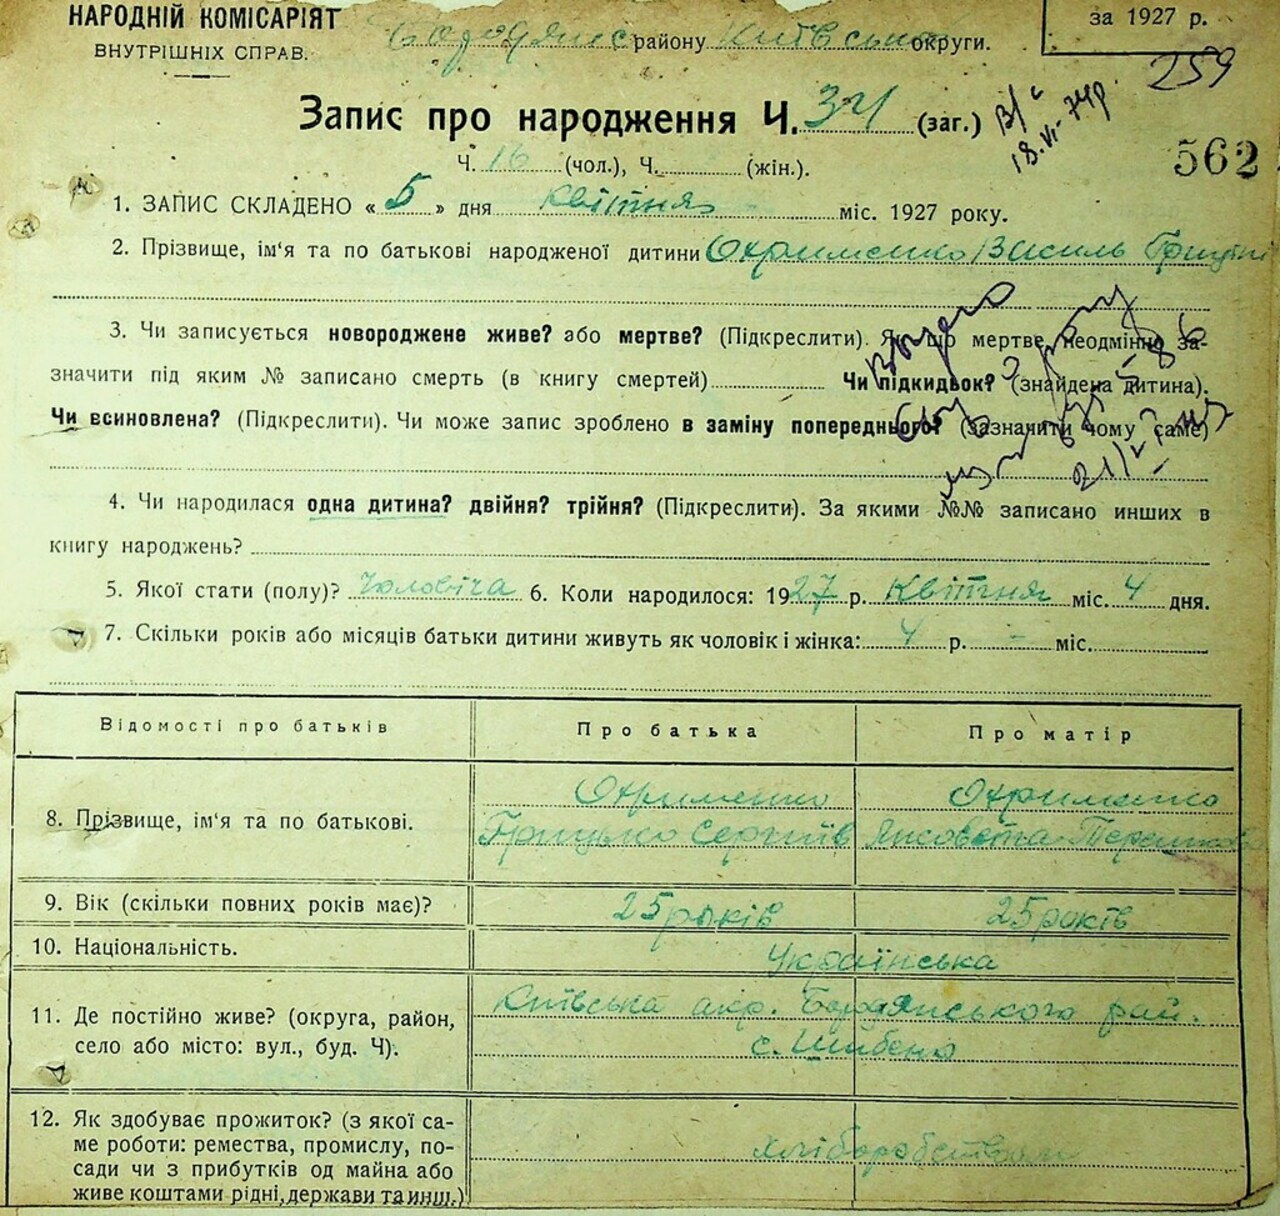 НАРОДНІЙ КОМІСАРІЯТ
ВНУТРІШНІХ СПРАВ.
району Київської округи.
за 1927 р.
259
Запис про народження Ч. 34 (заг.)
В/с
18.VI-74р.
562
Ч. 16 (чол.), Ч. (жін.).
1. ЗАПИС СКЛАДЕНО « 5 » дня квітня міс. 1927 року.
2. Прізвище, ім'я та по батькові народженої дитини Охрименко Василь
3. Чи записується новороджене живе? або мертве? (Підкреслити). Якщо мертве, неодмінно за-
значити під яким № записано смерть (в книгу смертей) Чи підкидьок? (знайдена дитина).
Чи всиновлена? (Підкреслити). Чи може запис зроблено в заміну попереднього? (зазначити чому саме)
4. Чи народилася одна дитина? двійня? трійня? (Підкреслити). За якими №№ записано инших в
книгу народжень?
5. Якої стати (полу)? Чоловіча 6. Коли народилося: 1927 р. Квітня міс. 4 дня.
7. Скільки років або місяців батьки дитини живуть як чоловік і жінка: 4 р. - міс.
Відомості про батьків Про батька Про матір
8. Прізвище, ім'я та по батькові. Охрименко Охрименко
Грицько Сергіїв
9. Вік (скільки повних років має)? 25 років 25 років
10. Національність. Українська
11. Де постійно живе? (округа, район, Київська окр. рай.
село або місто: вул., буд. Ч). с. Шибене
12. Як здобуває прожиток? (з якої са-
ме роботи: ремества, промислу, по-
сади чи з прибутків од майна або хліборобством
живе коштами рідні, держави та инш.)